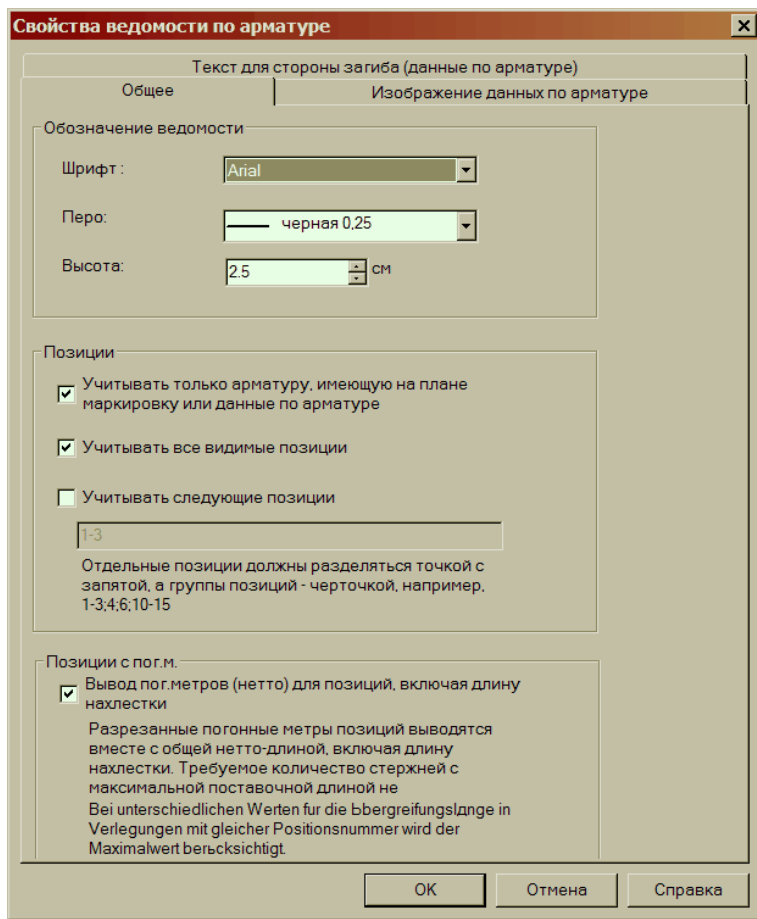 Свойства ведомости по арматуре
Текст для стороны загиба (данные по арматуре)
Общее
Изображение данных по арматуре
Обозначение ведомости
Шрифт :
Arial
Перо:
черная 0,25
Высота:
2.5
см
Позиции
Учитывать только арматуру, имеющую на плане
маркировку или данные по арматуре
Учитывать все видимые позиции
Учитывать следующие позиции
1-3
Отдельные позиции должны разделяться точкой с
запятой, а группы позиций - черточкой, например,
1-3;4;6;10-15
Позиции с пог.м.
Вывод пог.метров (нетто) для позиций, включая длину
нахлестки
Разрезанные погонные метры позиций выводятся
вместе с общей нетто-длиной, включая длину
нахлестки. Требуемое количество стержней с
максимальной поставочной длиной не
Bei unterschiedlichen Werten fur die Ьbergreifungslдnge in
Verlegungen mit gleicher Positionsnummer wird der
Maximalwert berьcksichtigt.
OK
Отмена
Справка